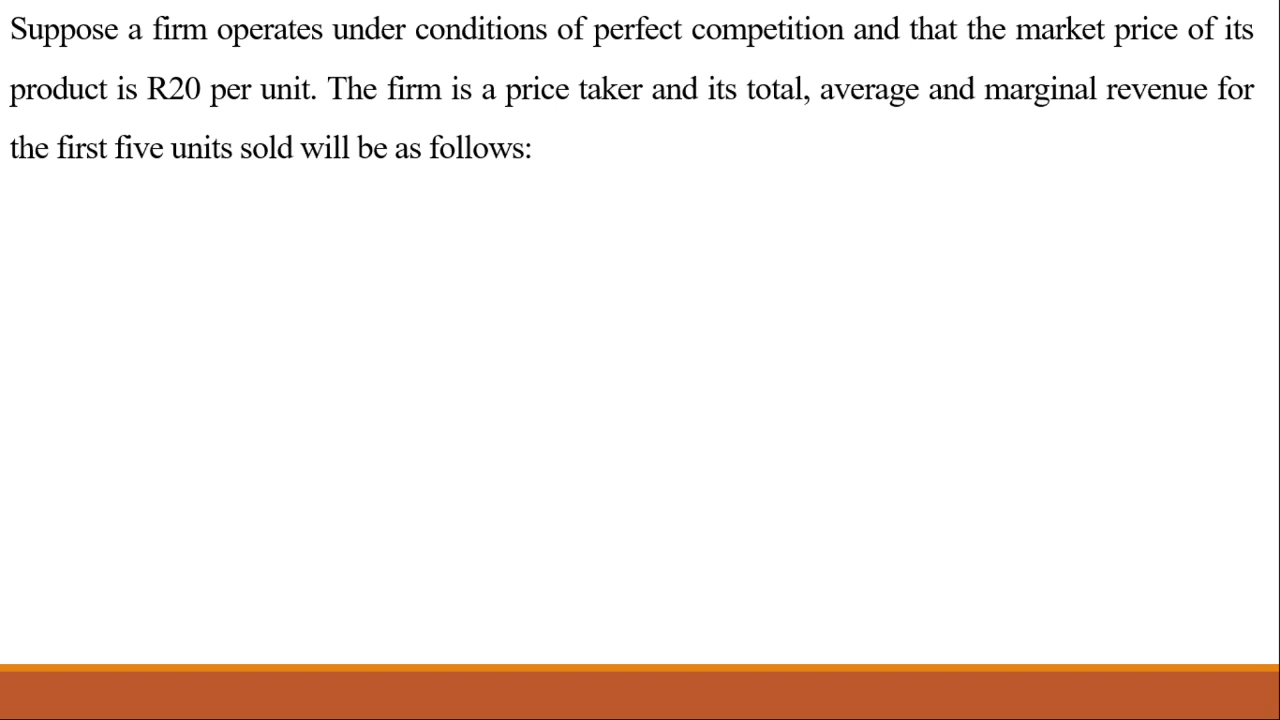 Suppose a firm operates under conditions of perfect competition and that the market price of its
product is R20 per unit. The firm is a price taker and its total, average and marginal revenue for
the first five units sold will be as follows: